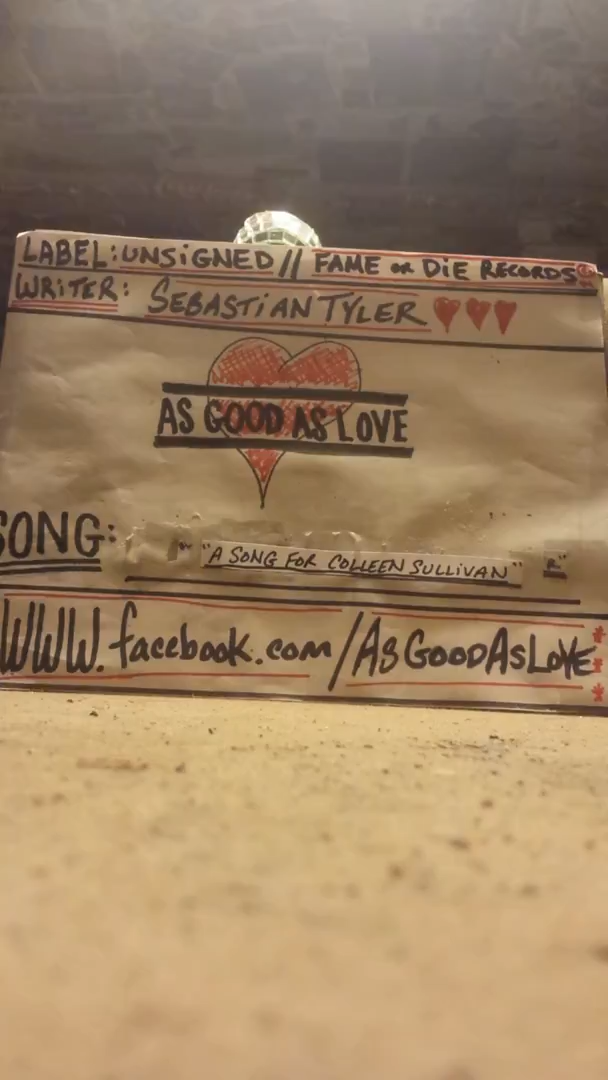 LABEL: UNSiGNED // FAME OR DiE RECORDS
WRiTER: SEBASTiAN TYLER
AS GOOD AS LOVE
SONG:
"A SONG FOR COLLEEN SULLiVAN"
WWW.facebook.com/AsGoodAsLoVE